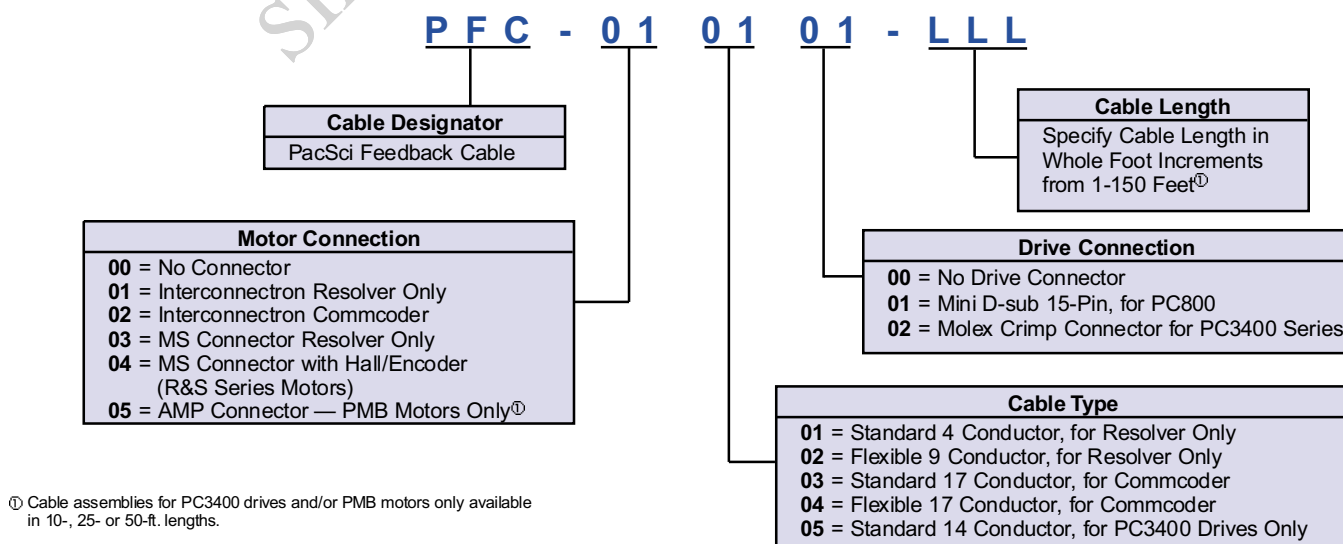 P F C - 0 1 0 1 0 1 - L L L
Cable Designator
PacSci Feedback Cable
Cable Length
Specify Cable Length in
Whole Foot Increments
from 1-150 Feet①
Motor Connection
00 = No Connector
01 = Interconnectron Resolver Only
02 = Interconnectron Commcoder
03 = MS Connector Resolver Only
04 = MS Connector with Hall/Encoder
(R&S Series Motors)
05 = AMP Connector — PMB Motors Only①
Drive Connection
00 = No Drive Connector
01 = Mini D-sub 15-Pin, for PC800
02 = Molex Crimp Connector for PC3400 Series
Cable Type
01 = Standard 4 Conductor, for Resolver Only
02 = Flexible 9 Conductor, for Resolver Only
03 = Standard 17 Conductor, for Commcoder
04 = Flexible 17 Conductor, for Commcoder
05 = Standard 14 Conductor, for PC3400 Drives Only
① Cable assemblies for PC3400 drives and/or PMB motors only available
in 10-, 25- or 50-ft. lengths.